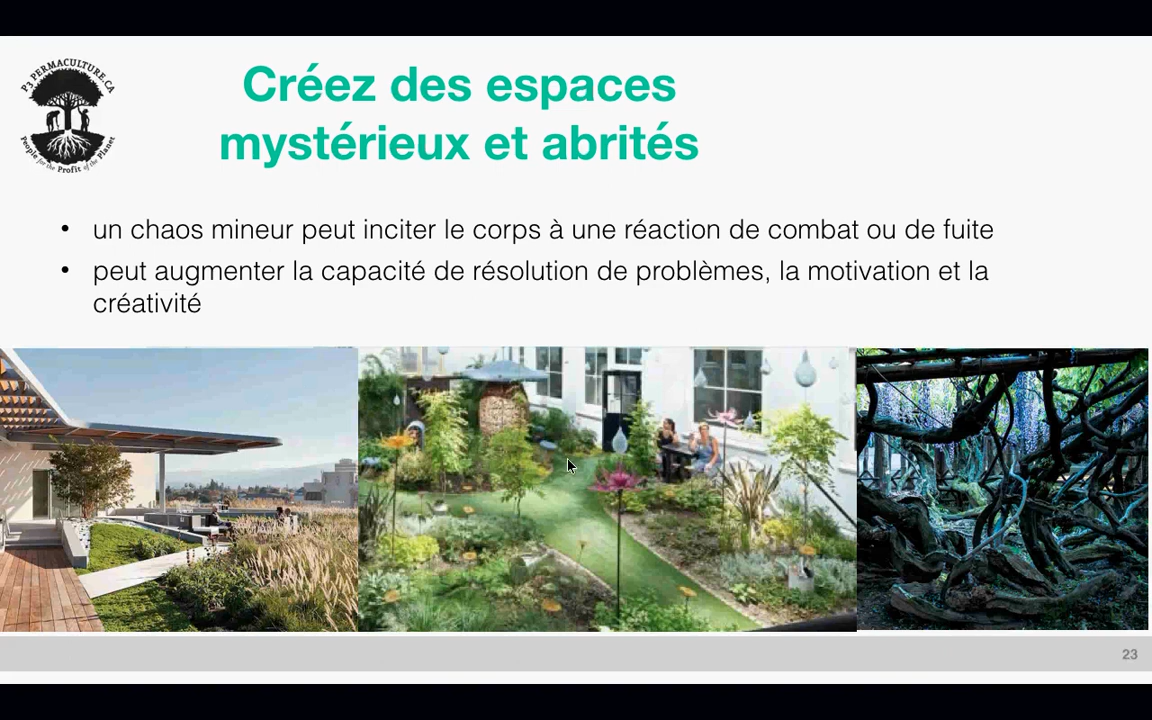 P3 PERMACULTURE.CA
People for the Profit of the Planet
Créez des espaces
mystérieux et abrités
• un chaos mineur peut inciter le corps à une réaction de combat ou de fuite
• peut augmenter la capacité de résolution de problèmes, la motivation et la
créativité
23